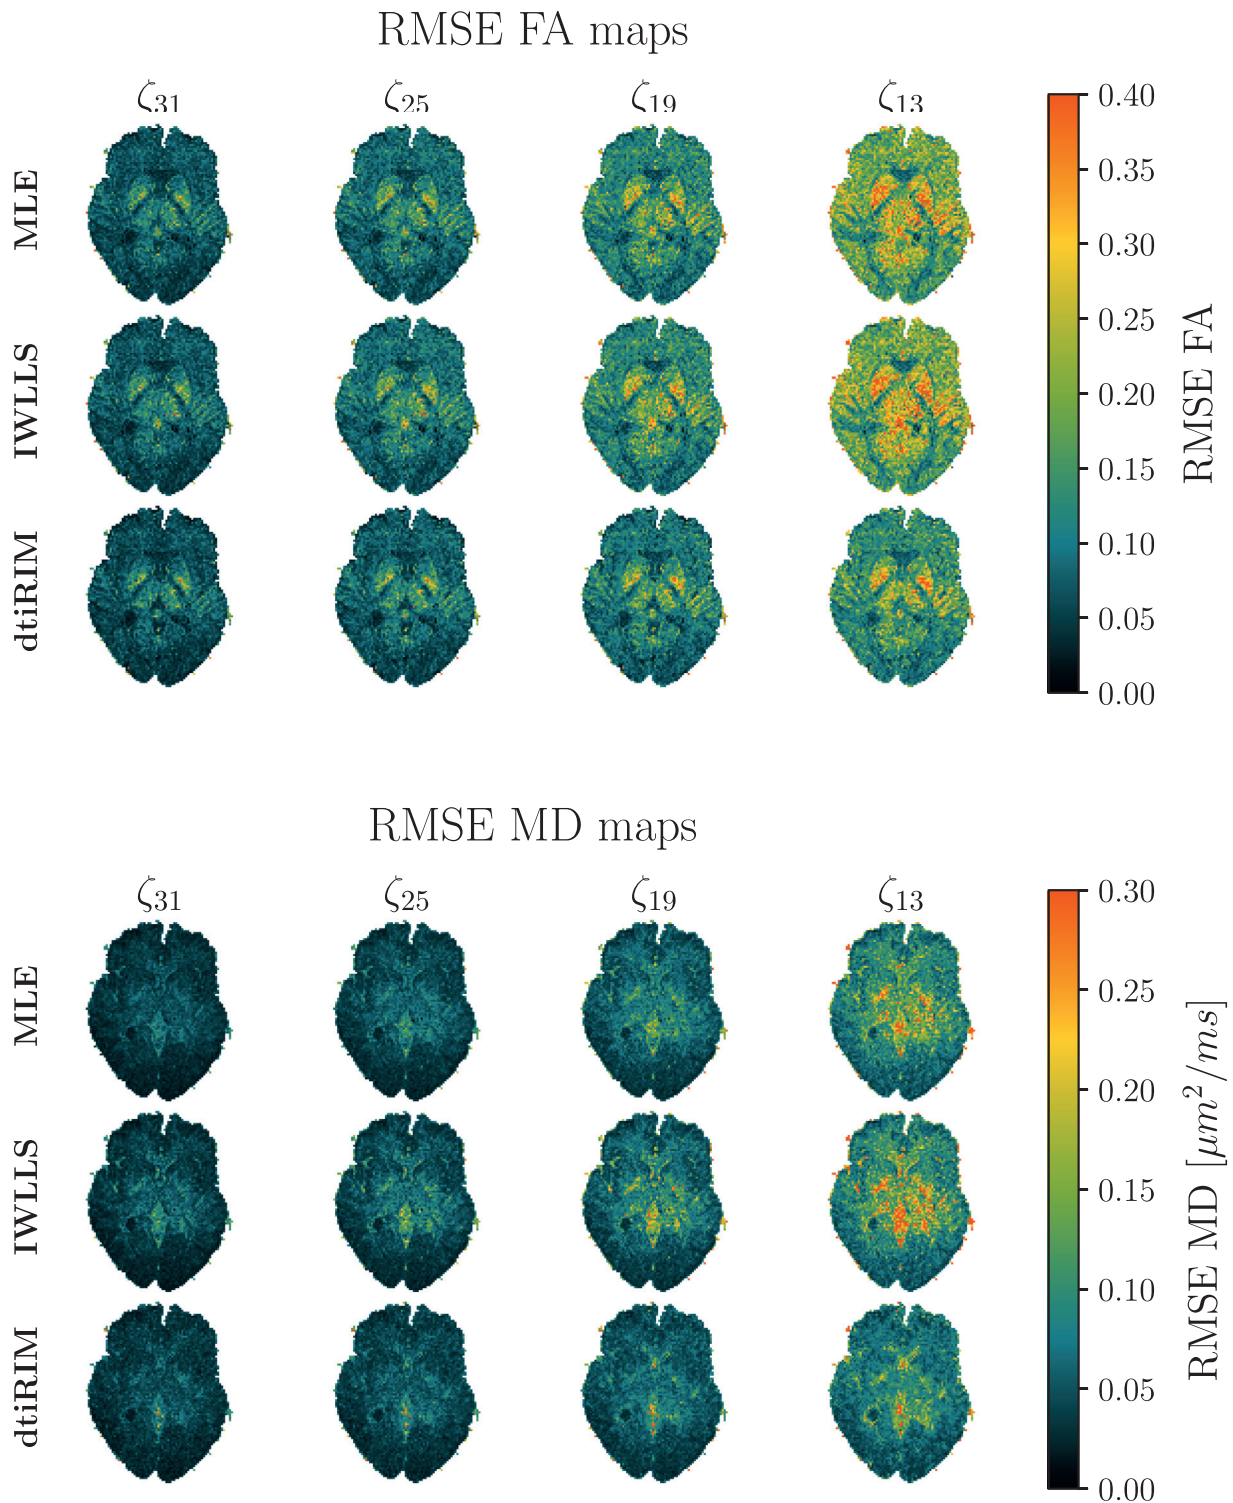 RMSE FA maps
ζ31 ζ25 ζ19 ζ13
MLE
IWLLS
dtiRIM
0.40
0.35
0.30
0.25
0.20
0.15
0.10
0.05
0.00
RMSE FA
RMSE MD maps
ζ31 ζ25 ζ19 ζ13
MLE
IWLLS
dtiRIM
0.30
0.25
0.20
0.15
0.10
0.05
0.00
RMSE MD [μm²/ms]